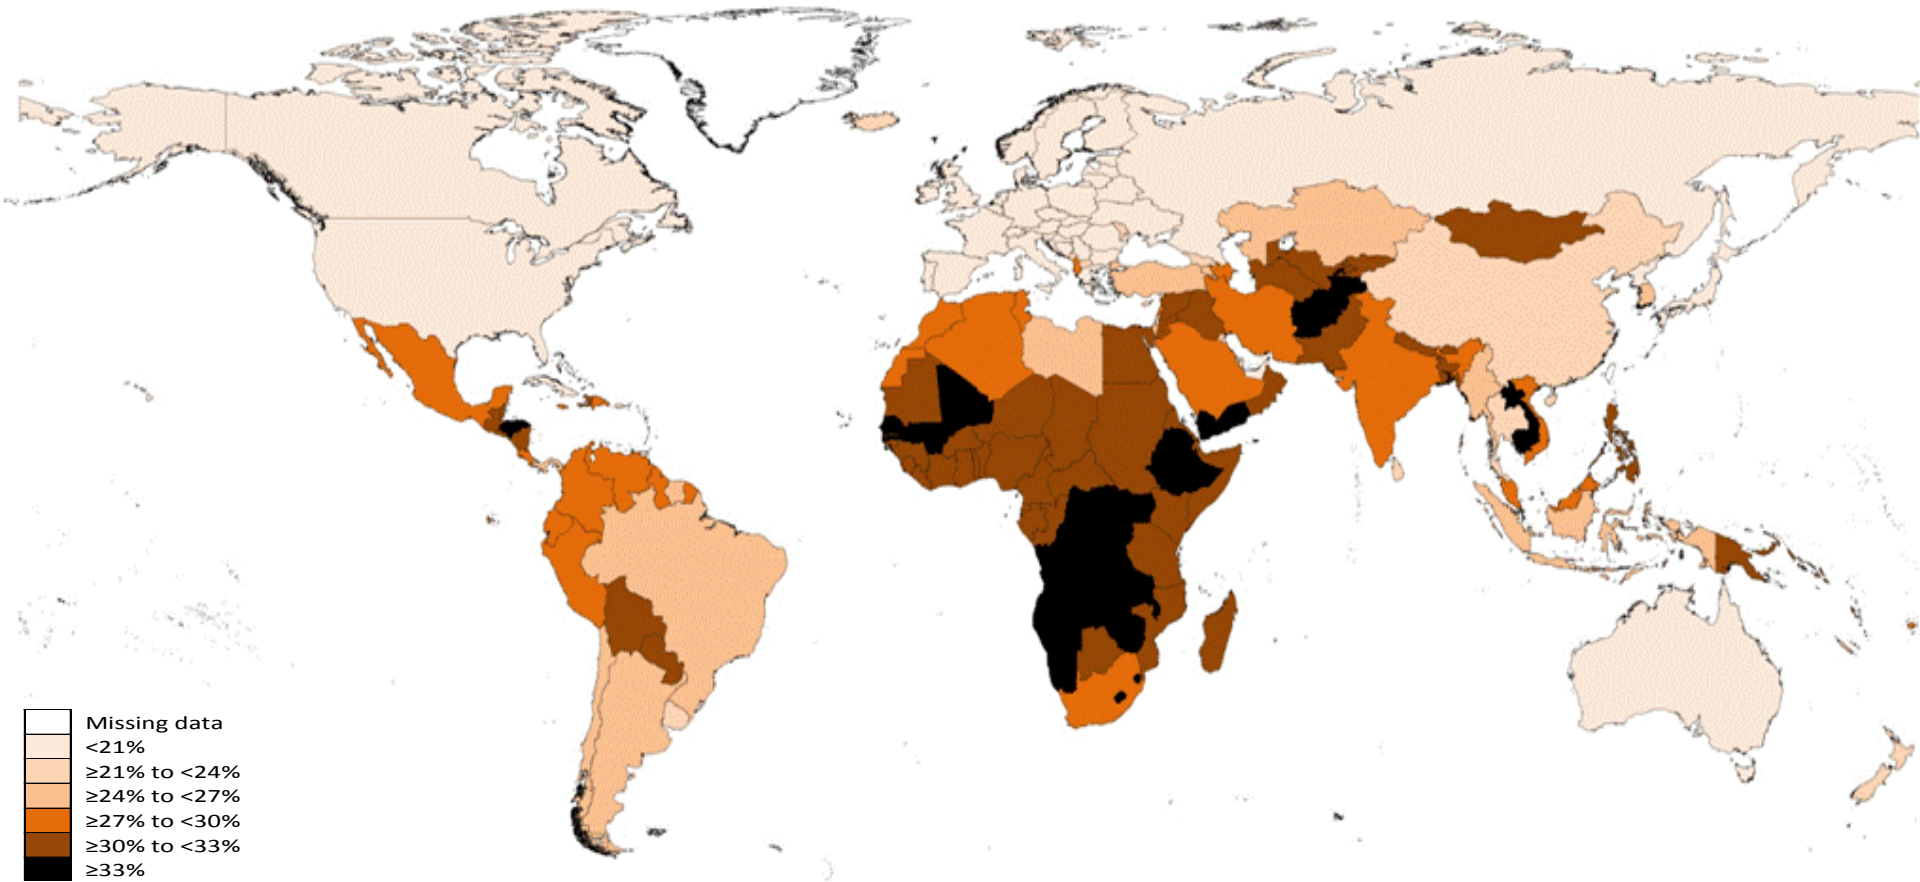 Missing data
<21%
≥21% to <24%
≥24% to <27%
≥27% to <30%
≥30% to <33%
≥33%